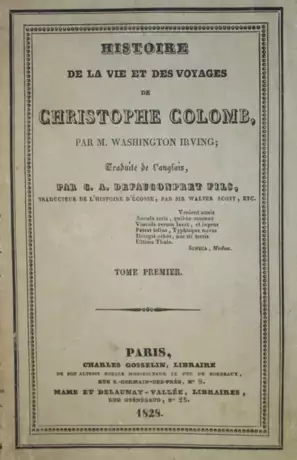 HISTOIRE
DE LA VIE ET DES VOYAGES
DE
CHRISTOPHE COLOMB,
PAR M. WASHINGTON IRVING;
Traduite de l'anglais,
PAR C. A. DEFAUCONPRET FILS,
TRADUCTEUR DE L'HISTOIRE D'ÉCOSSE, PAR SIR WALTER SCOTT, ETC.
Venient annis
Sæcula seris, quibus oceanus
Vincula rerum laxet, et ingens
Pateat tellus, Typhisque novos
Detegat orbes, nec sit terris
Ultima Thule.
SENECA, Medea.
TOME PREMIER.
PARIS,
CHARLES GOSSELIN, LIBRAIRE
DE SON ALTESSE ROYALE MONSEIGNEUR LE DUC DE BORDEAUX,
RUE S.-GERMAIN-DES-PRÉS, N° 9.
MAME ET DELAUNAY-VALLÉE, LIBRAIRES,
RUE GUÉNÉGAUD, N° 25.
1828.